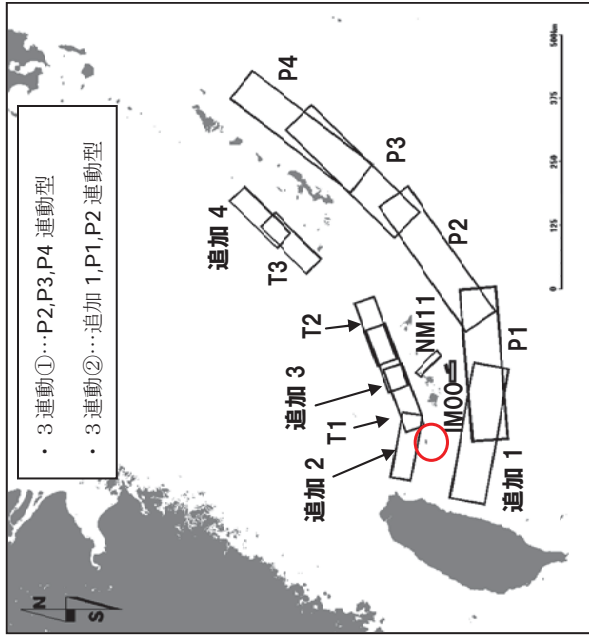 ・ 3 連動①…P2,P3,P4 連動型
・ 3 連動②…追加 1,P1,P2 連動型
N
S
P4
追加 4
P3
T3
T2
P2
追加 3
NM11
T1
P1
追加 2
IM00
追加 1
0
125
250
375
500km